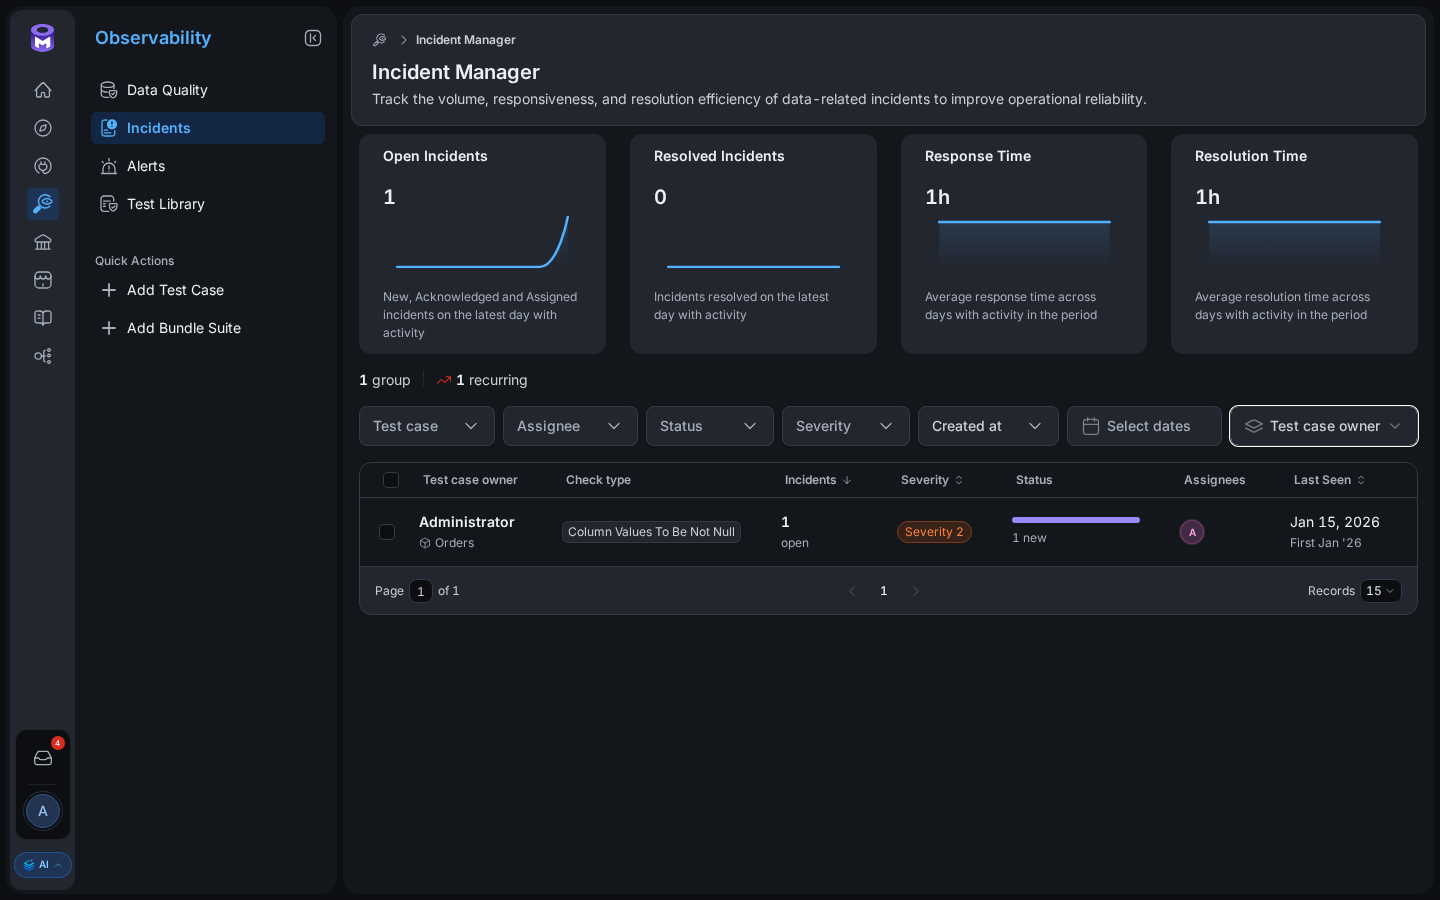 Observability
Data Quality
Incidents
Alerts
Test Library
Quick Actions
Add Test Case
Add Bundle Suite
4
A
AI
Incident Manager
Incident Manager
Track the volume, responsiveness, and resolution efficiency of data-related incidents to improve operational reliability.
Open Incidents
1
New, Acknowledged and Assigned
incidents on the latest day with
activity
Resolved Incidents
0
Incidents resolved on the latest
day with activity
Response Time
1h
Average response time across
days with activity in the period
Resolution Time
1h
Average resolution time across
days with activity in the period
1 group 1 recurring
Test case Assignee Status Severity Created at Select dates Test case owner
Test case owner Check type Incidents Severity Status Assignees Last Seen
Administrator
Orders
Column Values To Be Not Null
1
open
Severity 2
1 new
A
Jan 15, 2026
First Jan '26
Page 1 of 1 1 Records 15